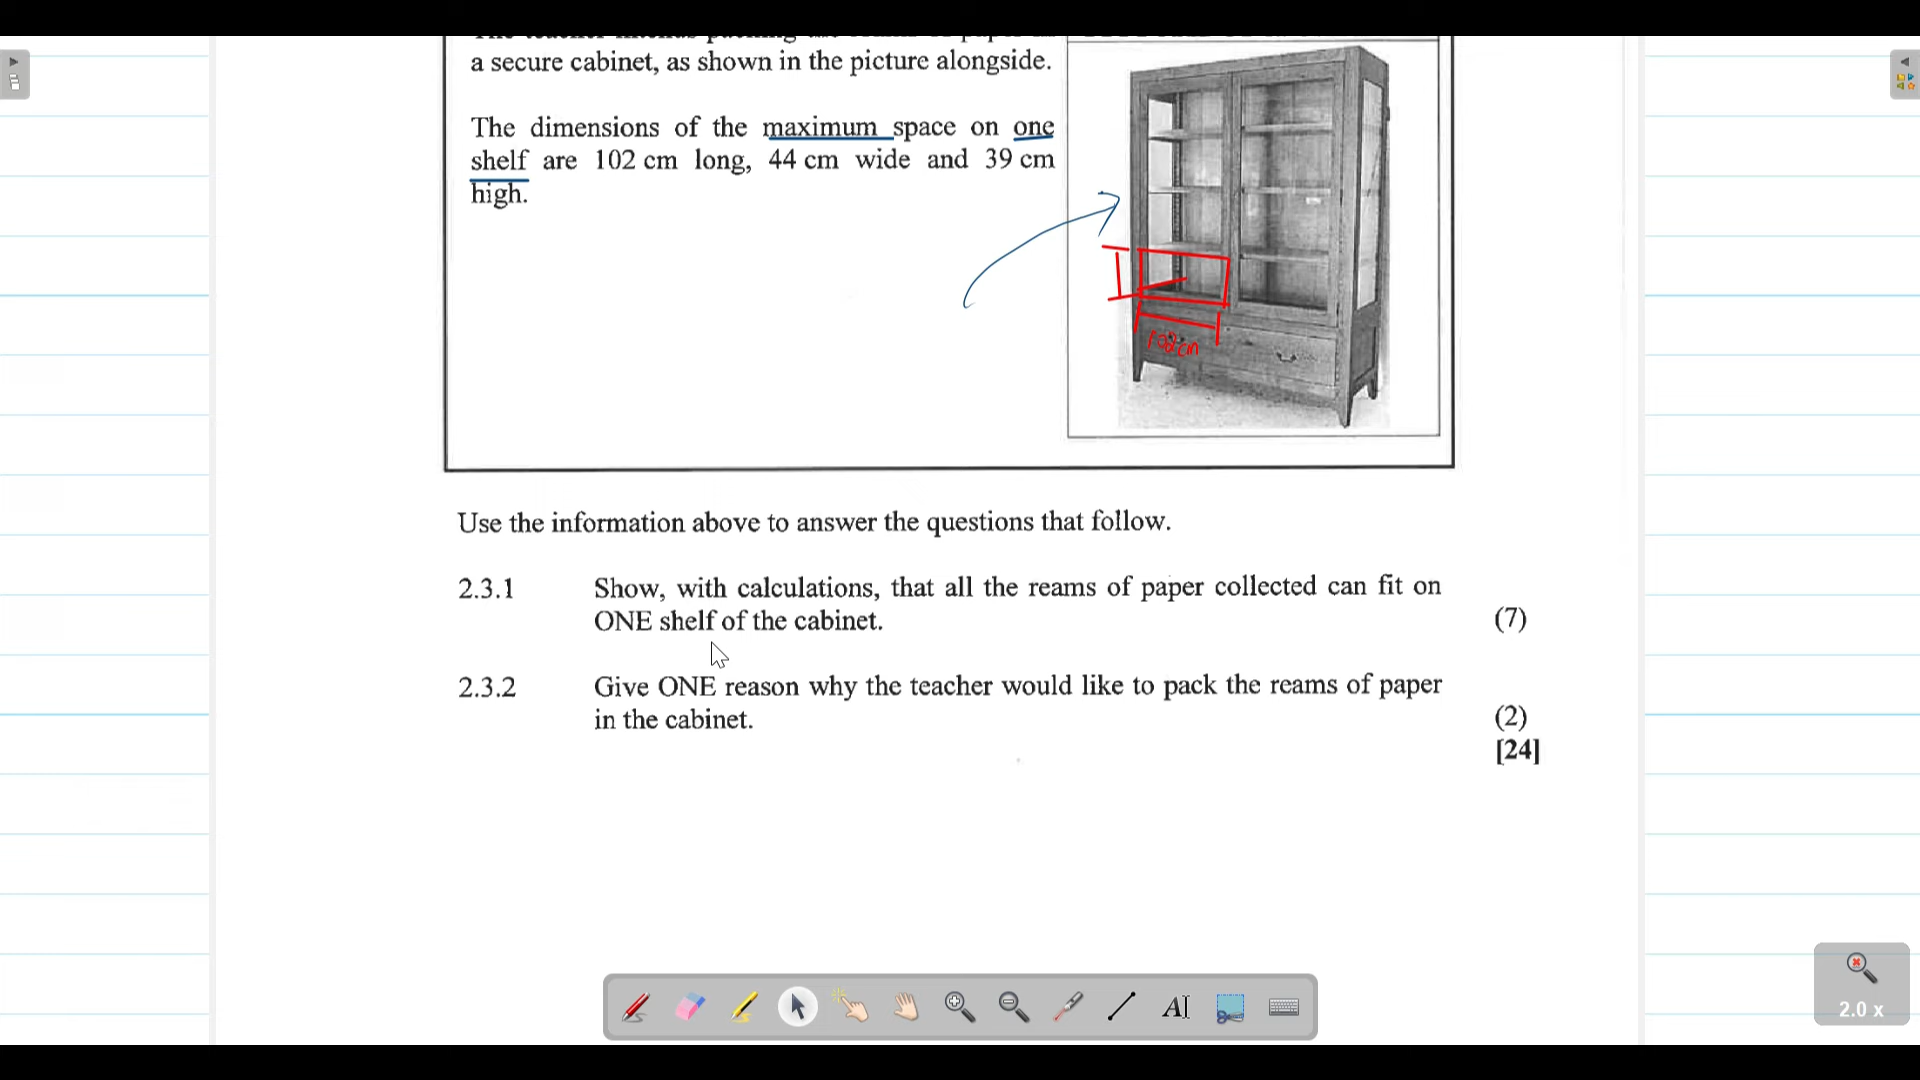 a secure cabinet, as shown in the picture alongside.
The dimensions of the maximum space on one
shelf are 102 cm long, 44 cm wide and 39 cm
high.
102cm
Use the information above to answer the questions that follow.
2.3.1 Show, with calculations, that all the reams of paper collected can fit on
ONE shelf of the cabinet. (7)
2.3.2 Give ONE reason why the teacher would like to pack the reams of paper
in the cabinet. (2)
[24]
AI
2.0 x